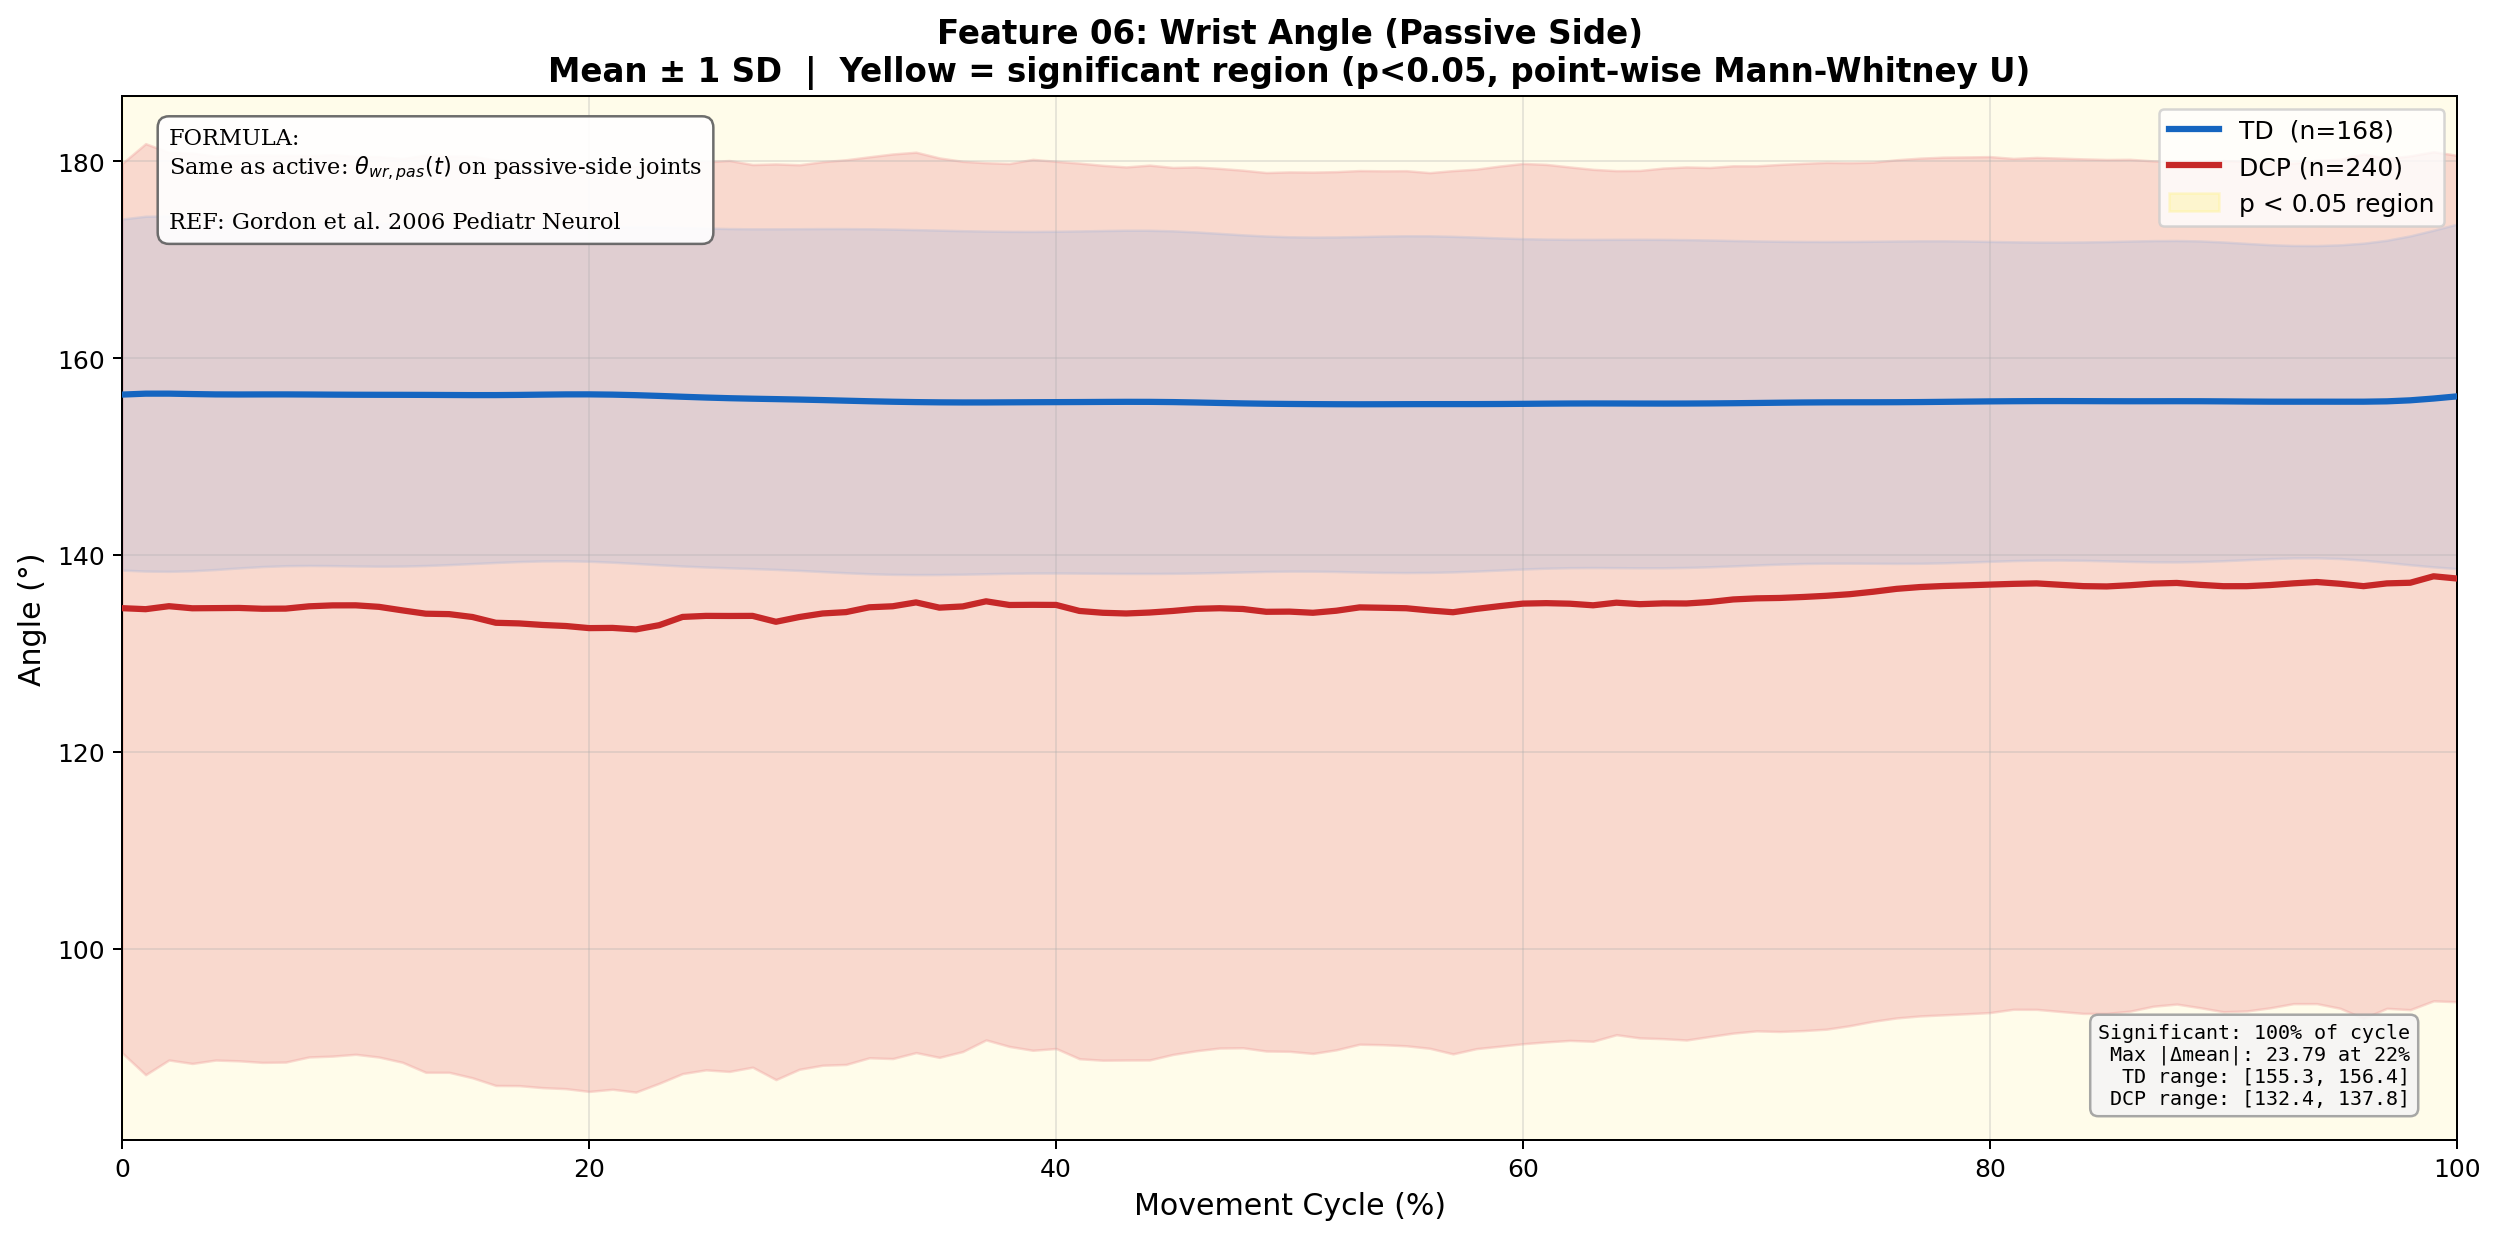 Feature 06: Wrist Angle (Passive Side)
Mean ± 1 SD | Yellow = significant region (p<0.05, point-wise Mann-Whitney U)
FORMULA:
Same as active: θwr,pas(t) on passive-side joints
REF: Gordon et al. 2006 Pediatr Neurol
TD (n=168)
DCP (n=240)
p < 0.05 region
180
160
140
120
100
Angle (°)
Significant: 100% of cycle
Max |Δmean|: 23.79 at 22%
TD range: [155.3, 156.4]
DCP range: [132.4, 137.8]
0 20 40 60 80 100
Movement Cycle (%)